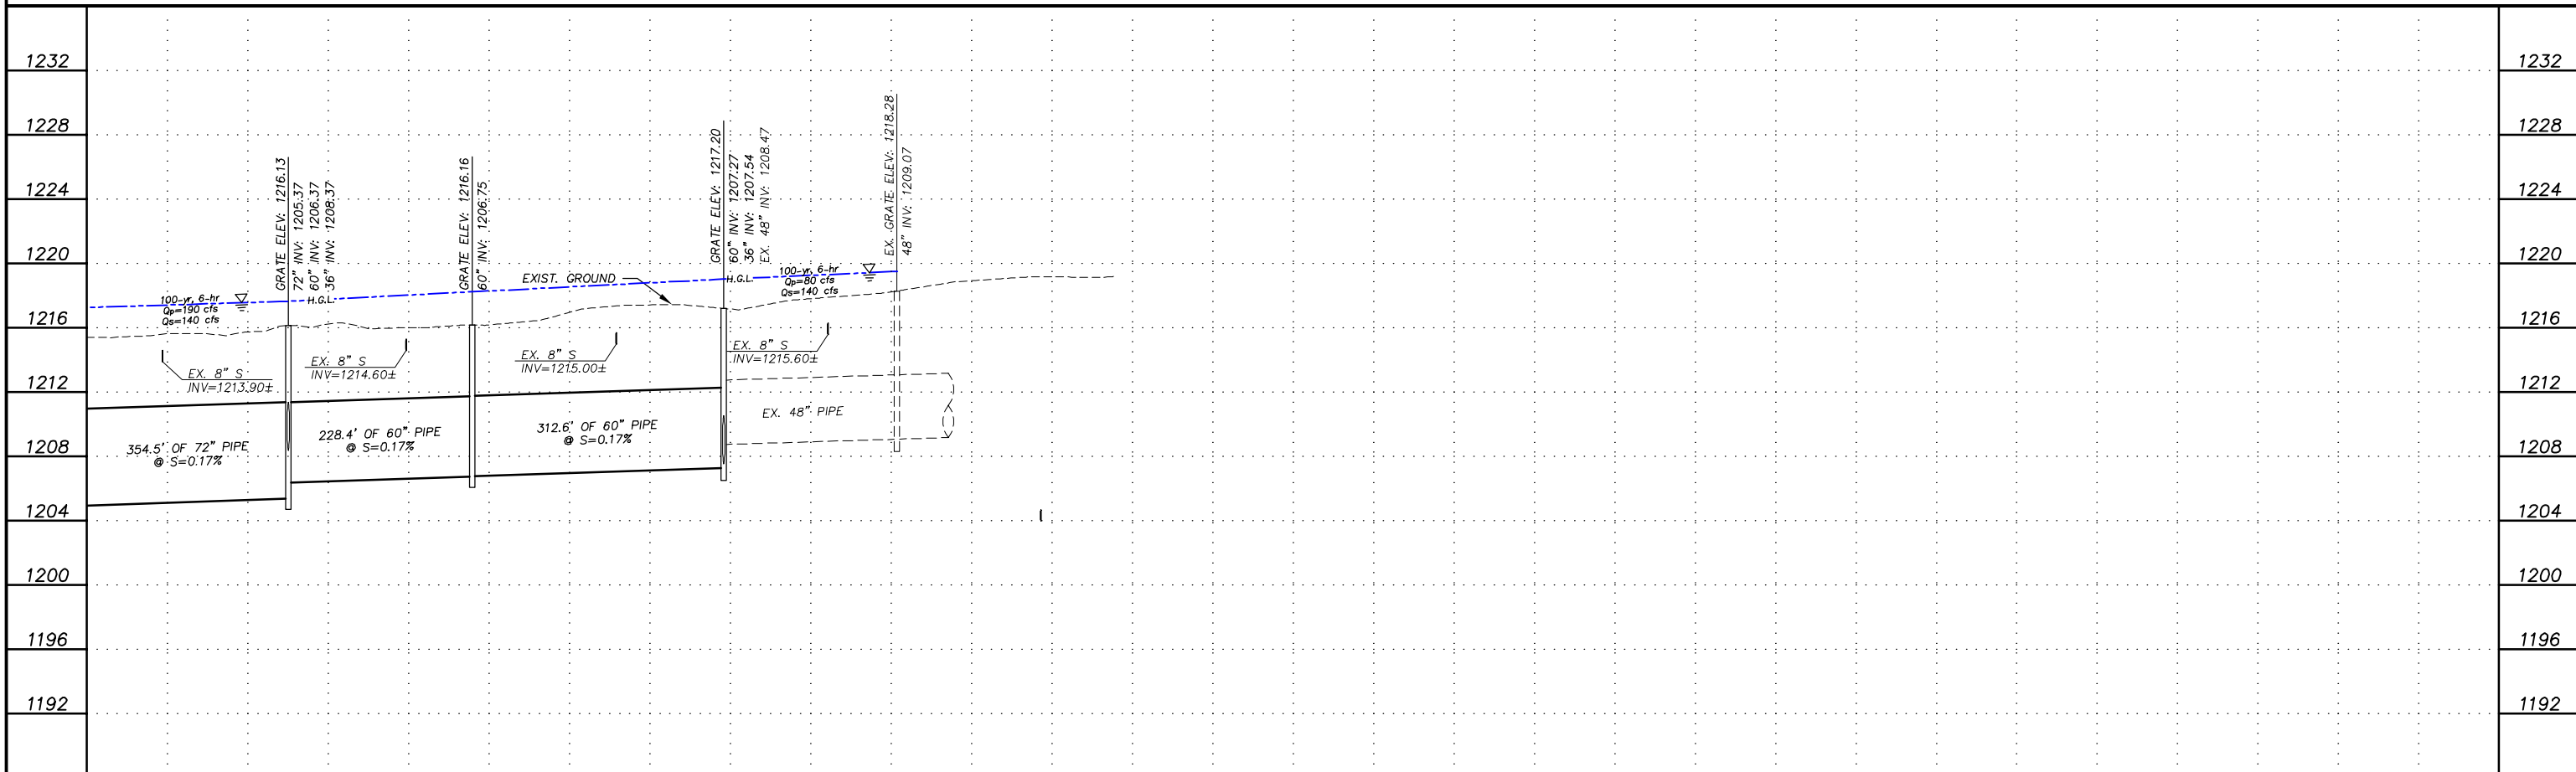 1232
1228
1224
1220
1216
1212
1208
1204
1200
1196
1192
GRATE ELEV: 1216.13
72" INV: 1205.37
60" INV: 1206.37
36" INV: 1208.37
GRATE ELEV: 1216.16
60" INV: 1206.75
GRATE ELEV: 1217.20
60" INV: 1207.27
36" INV: 1207.54
EX. 48" INV: 1208.47
EX. GRATE ELEV: 1218.28
48" INV: 1209.07
100-yr, 6-hr
Qp=190 cfs
Qs=140 cfs
H.G.L.
EXIST. GROUND
H.G.L.
100-yr, 6-hr
Qp=80 cfs
Qs=140 cfs
EX. 8" S
INV=1213.90±
EX. 8" S
INV=1214.60±
EX. 8" S
INV=1215.00±
EX. 8" S
INV=1215.60±
354.5' OF 72" PIPE
@ S=0.17%
228.4' OF 60" PIPE
@ S=0.17%
312.6' OF 60" PIPE
@ S=0.17%
EX. 48" PIPE
1232
1228
1224
1220
1216
1212
1208
1204
1200
1196
1192